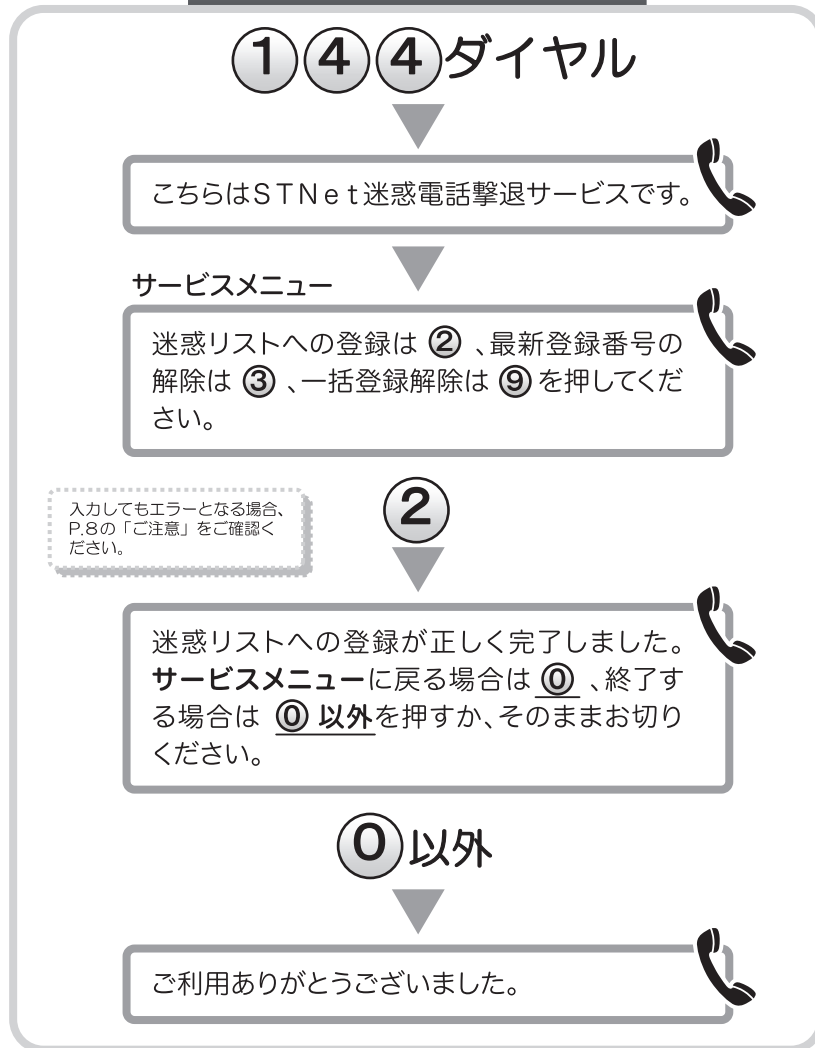 ①④④ダイヤル
こちらはSTNet迷惑電話撃退サービスです。
サービスメニュー
迷惑リストへの登録は ② 、最新登録番号の
解除は ③ 、一括登録解除は ⑨ を押してくだ
さい。
入力してもエラーとなる場合、
P.8の「ご注意」をご確認く
ださい。
②
迷惑リストへの登録が正しく完了しました。
サービスメニューに戻る場合は ⓪ 、終了す
る場合は ⓪ 以外を押すか、そのままお切り
ください。
⓪以外
ご利用ありがとうございました。